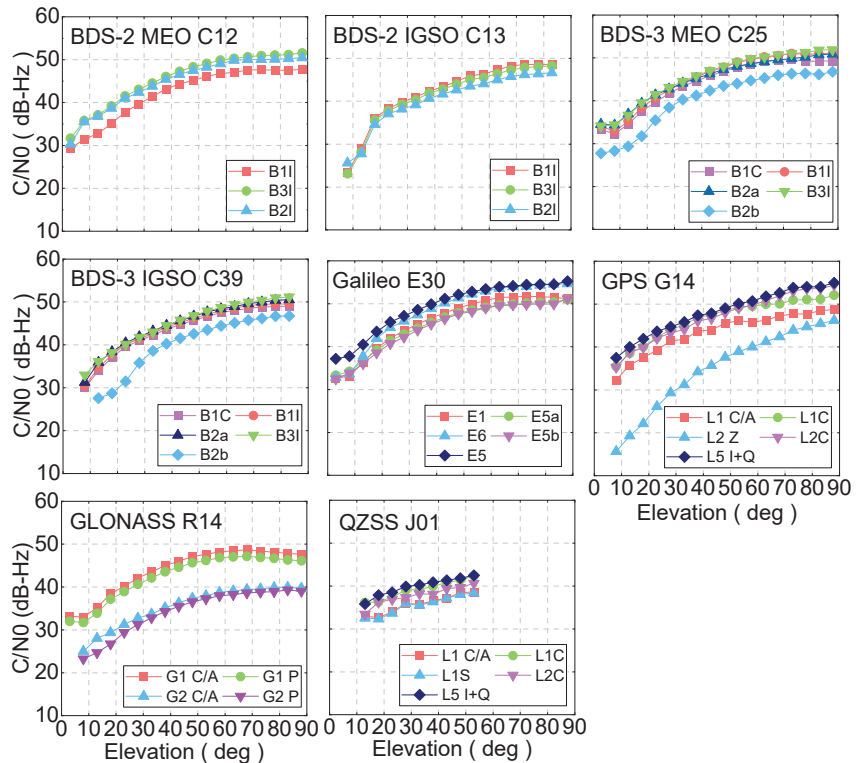 BDS-2 MEO C12
BDS-2 IGSO C13
BDS-3 MEO C25
C/N0 ( dB-Hz)
60
50
40
30
20
10
B1I
B3I
B2I
B1I
B3I
B2I
B1C B1I
B2a B3I
B2b
BDS-3 IGSO C39
Galileo E30
GPS G14
C/N0 ( dB-Hz)
60
50
40
30
20
10
B1C B1I
B2a B3I
B2b
E1 E5a
E6 E5b
E5
L1 C/A L1C
L2 Z L2C
L5 I+Q
0 10 20 30 40 50 60 70 80 90
Elevation ( deg )
GLONASS R14
QZSS J01
C/N0 (dB-Hz)
60
50
40
30
20
10
G1 C/A G1 P
G2 C/A G2 P
L1 C/A L1C
L1S L2C
L5 I+Q
0 10 20 30 40 50 60 70 80 90
0 10 20 30 40 50 60 70 80 90
Elevation ( deg )
Elevation ( deg )